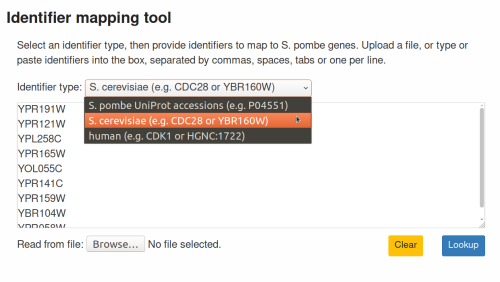 Identifier mapping tool
Select an identifier type, then provide identifiers to map to S. pombe genes. Upload a file, or type or
paste identifiers into the box, separated by commas, spaces, tabs or one per line.
Identifier type: S. cerevisiae (e.g. CDC28 or YBR160W)
S. pombe UniProt accessions (e.g. P04551)
S. cerevisiae (e.g. CDC28 or YBR160W)
human (e.g. CDK1 or HGNC:1722)
YPR191W
YPR121W
YPL258C
YPR165W
YOL055C
YPR141C
YPR159W
YBR104W
YPR058W
Read from file: Browse... No file selected.
Clear
Lookup